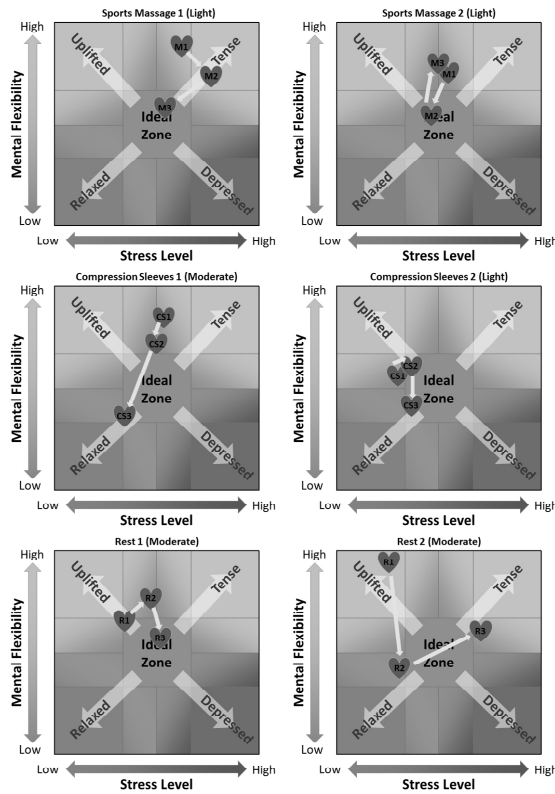 Sports Massage 1 (Light)
High
Mental Flexibility
Low
Uplifted
Tense
M1
M2
M3
Ideal
Zone
Relaxed
Depressed
Low
High
Stress Level
Sports Massage 2 (Light)
High
Mental Flexibility
Low
Uplifted
Tense
M3
M1
M2
Ideal
Zone
Relaxed
Depressed
Low
High
Stress Level
Compression Sleeves 1 (Moderate)
High
Mental Flexibility
Low
Uplifted
Tense
CS1
CS2
Ideal
Zone
CS3
Relaxed
Depressed
Low
High
Stress Level
Compression Sleeves 2 (Light)
High
Mental Flexibility
Low
Uplifted
Tense
CS2
CS1
Ideal
Zone
CS3
Relaxed
Depressed
Low
High
Stress Level
Rest 1 (Moderate)
High
Mental Flexibility
Low
Uplifted
Tense
R2
R1
R3
Ideal
Zone
Relaxed
Depressed
Low
High
Stress Level
Rest 2 (Moderate)
High
Mental Flexibility
Low
R1
Uplifted
Tense
R3
Ideal
Zone
R2
Relaxed
Depressed
Low
High
Stress Level